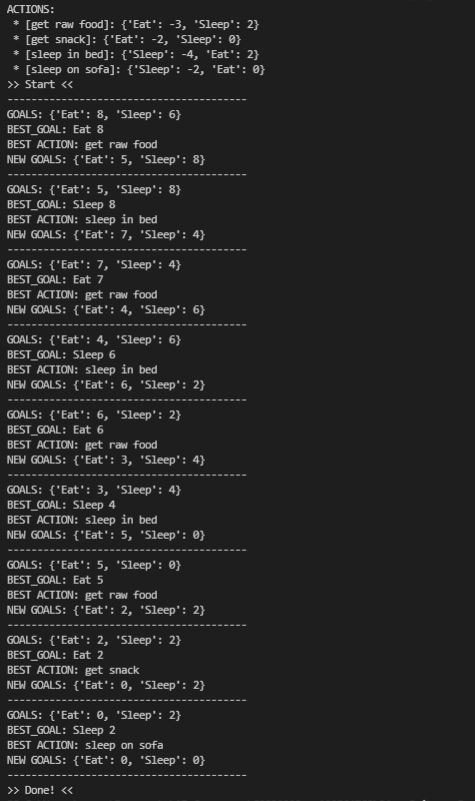 ACTIONS:
 * [get raw food]: {'Eat': -3, 'Sleep': 2}
 * [get snack]: {'Eat': -2, 'Sleep': 0}
 * [sleep in bed]: {'Sleep': -4, 'Eat': 2}
 * [sleep on sofa]: {'Sleep': -2, 'Eat': 0}
>> Start <<
----------------------------------------
GOALS: {'Eat': 8, 'Sleep': 6}
BEST_GOAL: Eat 8
BEST ACTION: get raw food
NEW GOALS: {'Eat': 5, 'Sleep': 8}
----------------------------------------
GOALS: {'Eat': 5, 'Sleep': 8}
BEST_GOAL: Sleep 8
BEST ACTION: sleep in bed
NEW GOALS: {'Eat': 7, 'Sleep': 4}
----------------------------------------
GOALS: {'Eat': 7, 'Sleep': 4}
BEST_GOAL: Eat 7
BEST ACTION: get raw food
NEW GOALS: {'Eat': 4, 'Sleep': 6}
----------------------------------------
GOALS: {'Eat': 4, 'Sleep': 6}
BEST_GOAL: Sleep 6
BEST ACTION: sleep in bed
NEW GOALS: {'Eat': 6, 'Sleep': 2}
----------------------------------------
GOALS: {'Eat': 6, 'Sleep': 2}
BEST_GOAL: Eat 6
BEST ACTION: get raw food
NEW GOALS: {'Eat': 3, 'Sleep': 4}
----------------------------------------
GOALS: {'Eat': 3, 'Sleep': 4}
BEST_GOAL: Sleep 4
BEST ACTION: sleep in bed
NEW GOALS: {'Eat': 5, 'Sleep': 0}
----------------------------------------
GOALS: {'Eat': 5, 'Sleep': 0}
BEST_GOAL: Eat 5
BEST ACTION: get raw food
NEW GOALS: {'Eat': 2, 'Sleep': 2}
----------------------------------------
GOALS: {'Eat': 2, 'Sleep': 2}
BEST_GOAL: Eat 2
BEST ACTION: get snack
NEW GOALS: {'Eat': 0, 'Sleep': 2}
----------------------------------------
GOALS: {'Eat': 0, 'Sleep': 2}
BEST_GOAL: Sleep 2
BEST ACTION: sleep on sofa
NEW GOALS: {'Eat': 0, 'Sleep': 0}
----------------------------------------
>> Done! <<